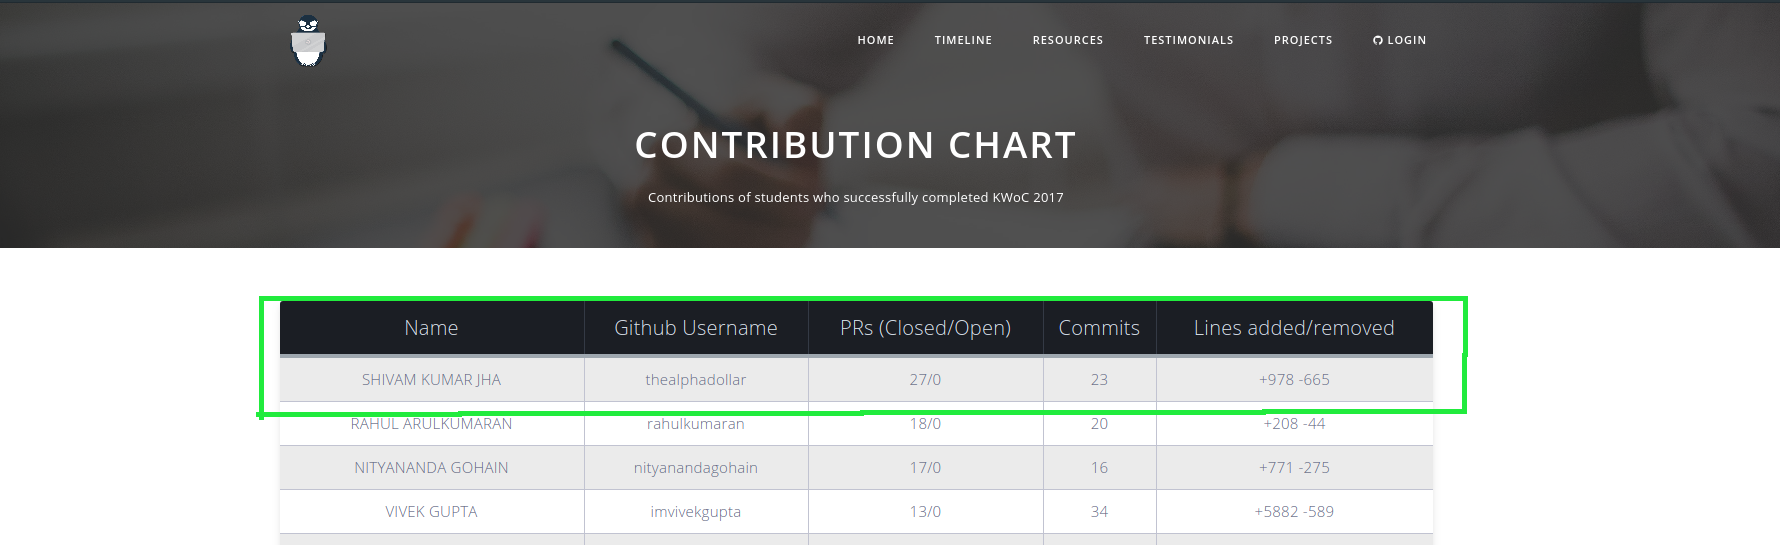 HOME TIMELINE RESOURCES TESTIMONIALS PROJECTS LOGIN
CONTRIBUTION CHART
Contributions of students who successfully completed KWoC 2017
Name Github Username PRs (Closed/Open) Commits Lines added/removed
SHIVAM KUMAR JHA thealphadollar 27/0 23 +978 -665
RAHUL ARULKUMARAN rahulkumaran 18/0 20 +208 -44
NITYANANDA GOHAIN nityanandagohain 17/0 16 +771 -275
VIVEK GUPTA imvivekgupta 13/0 34 +5882 -589